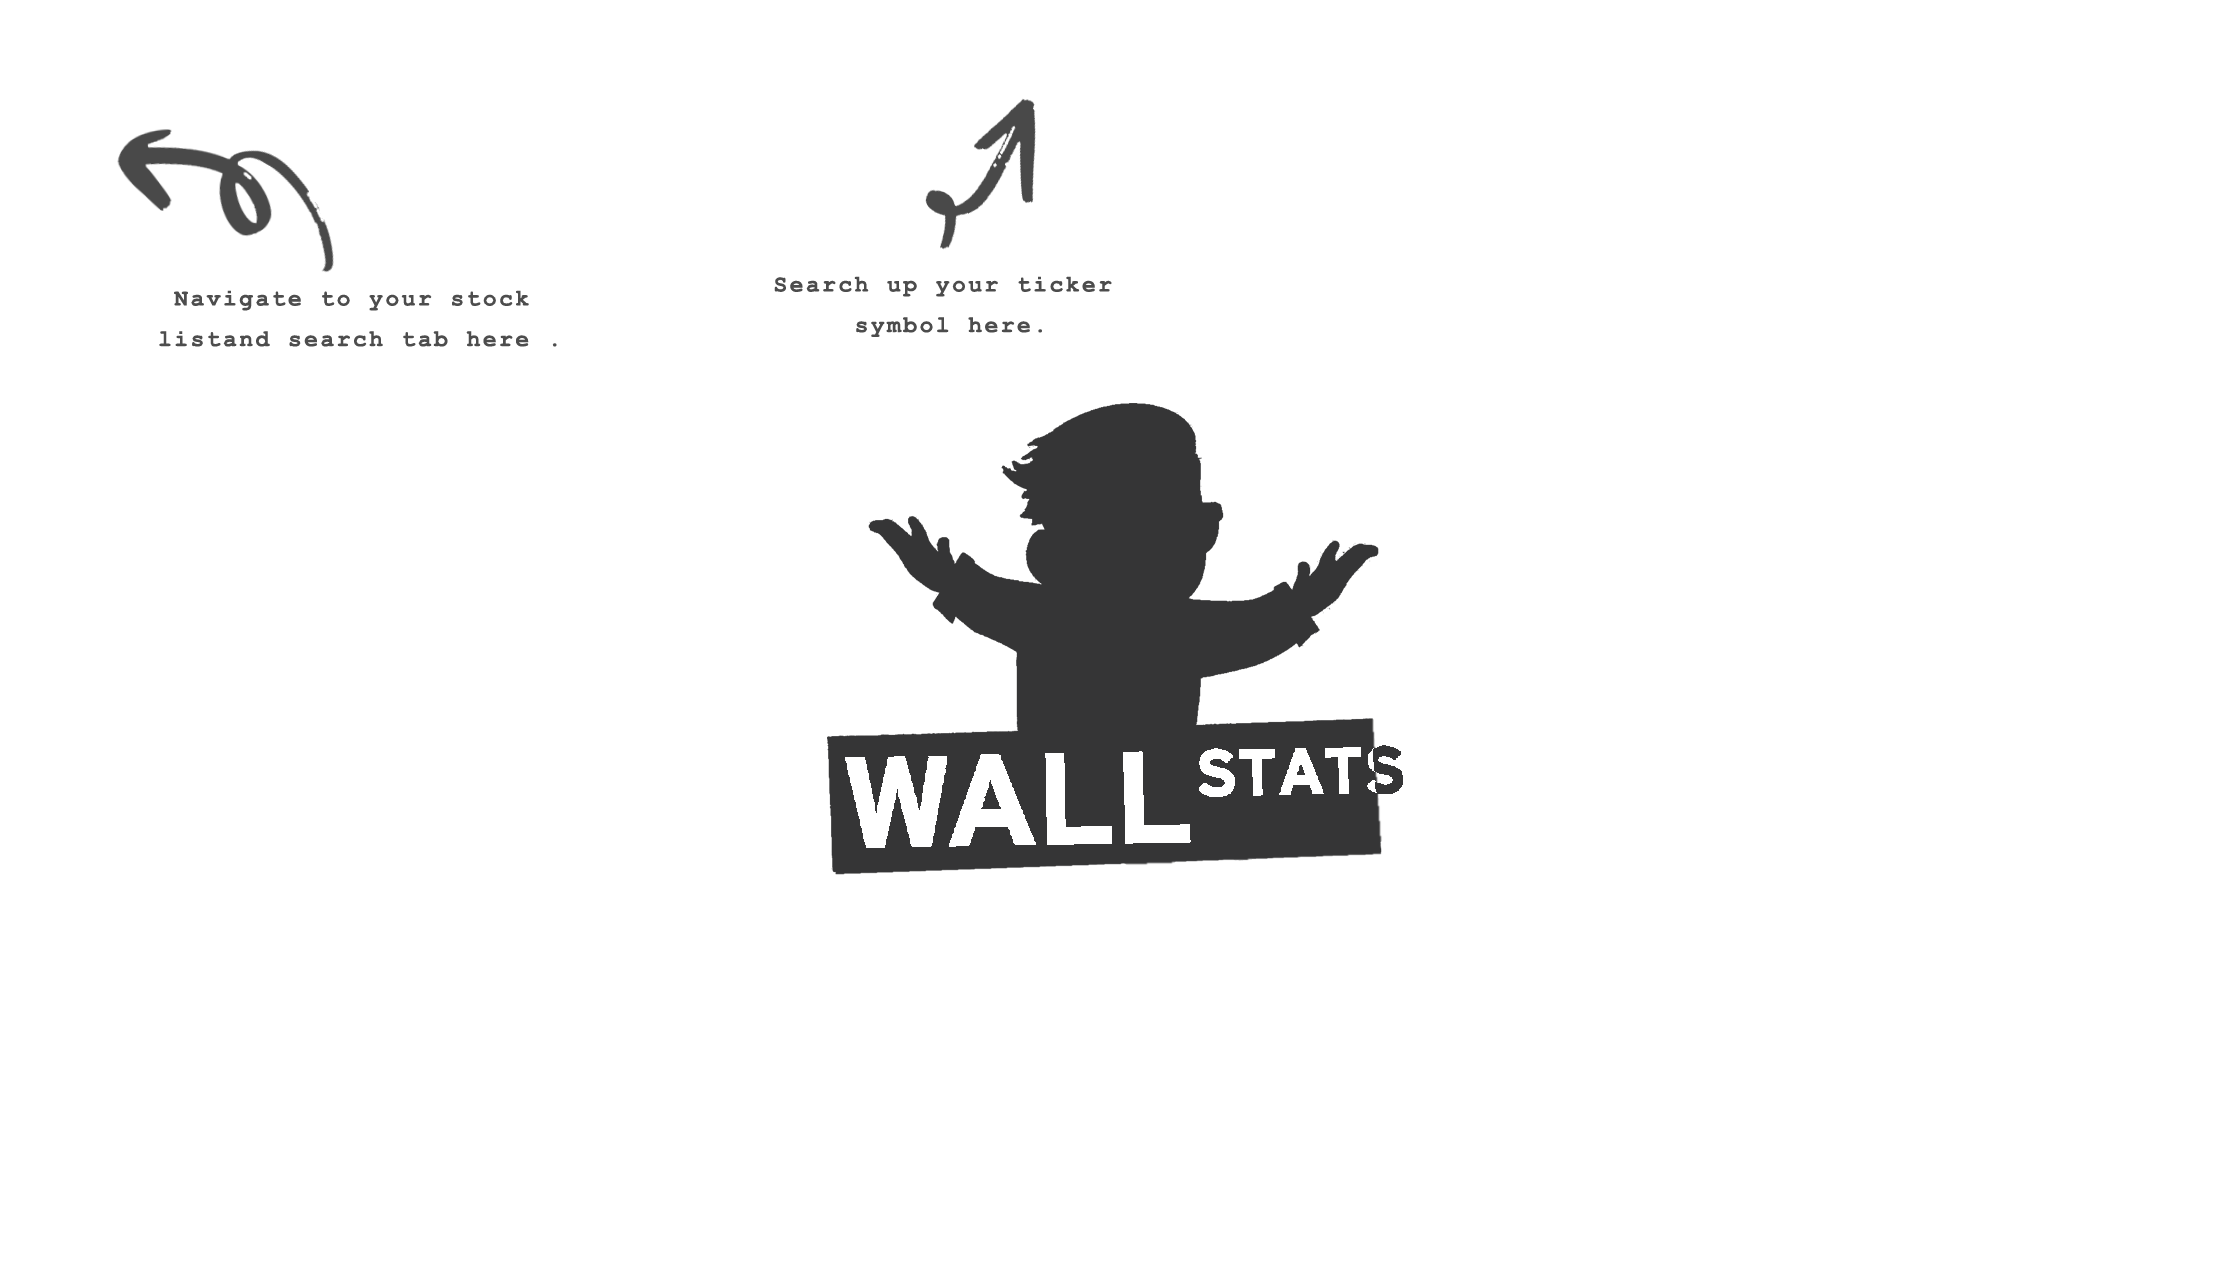 Navigate to your stock
listand search tab here .
Search up your ticker
symbol here.
WALL STATS